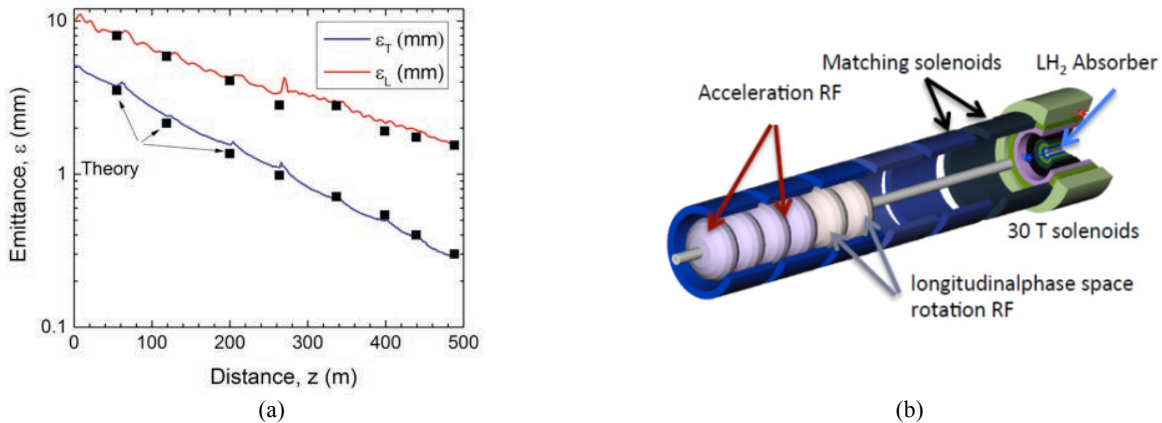 10
1
0.1
0
100
200
300
400
500
Emittance, ε (mm)
Distance, z (m)
ε_T (mm)
ε_L (mm)
Theory
(a)
Matching solenoids
LH₂ Absorber
Acceleration RF
30 T solenoids
longitudinalphase space
rotation RF
(b)